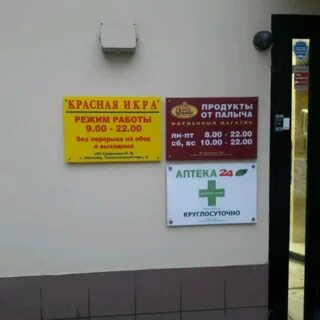 "КРАСНАЯ ИКРА"
РЕЖИМ РАБОТЫ
9.00 - 22.00
без перерыва на обед
и выходных
ПРОДУКТЫ
ОТ ПАЛЫЧА
ФИРМЕННЫЙ МАГАЗИН
ПН-ПТ 8.00 - 22.00
СБ, ВС 10.00 - 22.00
АПТЕКА 24
КРУГЛОСУТОЧНО